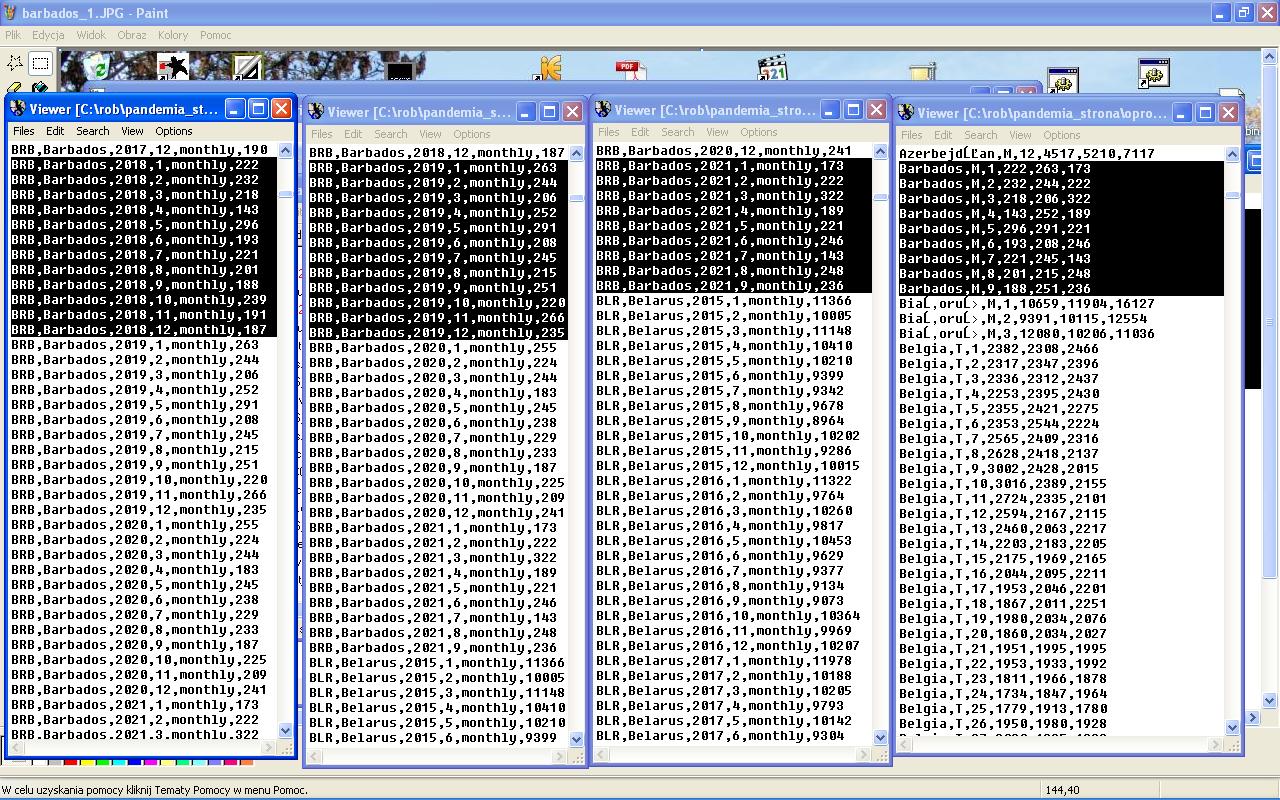 barbados_1.JPG - Paint
Plik Edycja Widok Obraz Kolory Pomoc
PDF
321
Viewer [C:\rob\pandemia_st...
Files Edit Search View Options
BRB,Barbados,2017,12,monthly,190
BRB,Barbados,2018,1,monthly,222
BRB,Barbados,2018,2,monthly,232
BRB,Barbados,2018,3,monthly,218
BRB,Barbados,2018,4,monthly,143
BRB,Barbados,2018,5,monthly,296
BRB,Barbados,2018,6,monthly,193
BRB,Barbados,2018,7,monthly,221
BRB,Barbados,2018,8,monthly,201
BRB,Barbados,2018,9,monthly,188
BRB,Barbados,2018,10,monthly,239
BRB,Barbados,2018,11,monthly,191
BRB,Barbados,2018,12,monthly,187
BRB,Barbados,2019,1,monthly,263
BRB,Barbados,2019,2,monthly,244
BRB,Barbados,2019,3,monthly,206
BRB,Barbados,2019,4,monthly,252
BRB,Barbados,2019,5,monthly,291
BRB,Barbados,2019,6,monthly,208
BRB,Barbados,2019,7,monthly,245
BRB,Barbados,2019,8,monthly,215
BRB,Barbados,2019,9,monthly,251
BRB,Barbados,2019,10,monthly,220
BRB,Barbados,2019,11,monthly,266
BRB,Barbados,2019,12,monthly,235
BRB,Barbados,2020,1,monthly,255
BRB,Barbados,2020,2,monthly,224
BRB,Barbados,2020,3,monthly,244
BRB,Barbados,2020,4,monthly,183
BRB,Barbados,2020,5,monthly,245
BRB,Barbados,2020,6,monthly,238
BRB,Barbados,2020,7,monthly,229
BRB,Barbados,2020,8,monthly,233
BRB,Barbados,2020,9,monthly,187
BRB,Barbados,2020,10,monthly,225
BRB,Barbados,2020,11,monthly,209
BRB,Barbados,2020,12,monthly,241
BRB,Barbados,2021,1,monthly,173
BRB,Barbados,2021,2,monthly,222
BRB,Barbados,2021,3,monthly,322
Viewer [C:\rob\pandemia_s...
Files Edit Search View Options
BRB,Barbados,2018,12,monthly,187
BRB,Barbados,2019,1,monthly,263
BRB,Barbados,2019,2,monthly,244
BRB,Barbados,2019,3,monthly,206
BRB,Barbados,2019,4,monthly,252
BRB,Barbados,2019,5,monthly,291
BRB,Barbados,2019,6,monthly,208
BRB,Barbados,2019,7,monthly,245
BRB,Barbados,2019,8,monthly,215
BRB,Barbados,2019,9,monthly,251
BRB,Barbados,2019,10,monthly,220
BRB,Barbados,2019,11,monthly,266
BRB,Barbados,2019,12,monthly,235
BRB,Barbados,2020,1,monthly,255
BRB,Barbados,2020,2,monthly,224
BRB,Barbados,2020,3,monthly,244
BRB,Barbados,2020,4,monthly,183
BRB,Barbados,2020,5,monthly,245
BRB,Barbados,2020,6,monthly,238
BRB,Barbados,2020,7,monthly,229
BRB,Barbados,2020,8,monthly,233
BRB,Barbados,2020,9,monthly,187
BRB,Barbados,2020,10,monthly,225
BRB,Barbados,2020,11,monthly,209
BRB,Barbados,2020,12,monthly,241
BRB,Barbados,2021,1,monthly,173
BRB,Barbados,2021,2,monthly,222
BRB,Barbados,2021,3,monthly,322
BRB,Barbados,2021,4,monthly,189
BRB,Barbados,2021,5,monthly,221
BRB,Barbados,2021,6,monthly,246
BRB,Barbados,2021,7,monthly,143
BRB,Barbados,2021,8,monthly,248
BRB,Barbados,2021,9,monthly,236
BLR,Belarus,2015,1,monthly,11366
BLR,Belarus,2015,2,monthly,10005
BLR,Belarus,2015,3,monthly,11148
BLR,Belarus,2015,4,monthly,10410
BLR,Belarus,2015,5,monthly,10210
BLR,Belarus,2015,6,monthly,9399
Viewer [C:\rob\pandemia_stro...
Files Edit Search View Options
BRB,Barbados,2020,12,monthly,241
BRB,Barbados,2021,1,monthly,173
BRB,Barbados,2021,2,monthly,222
BRB,Barbados,2021,3,monthly,322
BRB,Barbados,2021,4,monthly,189
BRB,Barbados,2021,5,monthly,221
BRB,Barbados,2021,6,monthly,246
BRB,Barbados,2021,7,monthly,143
BRB,Barbados,2021,8,monthly,248
BRB,Barbados,2021,9,monthly,236
BLR,Belarus,2015,1,monthly,11366
BLR,Belarus,2015,2,monthly,10005
BLR,Belarus,2015,3,monthly,11148
BLR,Belarus,2015,4,monthly,10410
BLR,Belarus,2015,5,monthly,10210
BLR,Belarus,2015,6,monthly,9399
BLR,Belarus,2015,7,monthly,9342
BLR,Belarus,2015,8,monthly,9678
BLR,Belarus,2015,9,monthly,8964
BLR,Belarus,2015,10,monthly,10202
BLR,Belarus,2015,11,monthly,9286
BLR,Belarus,2015,12,monthly,10015
BLR,Belarus,2016,1,monthly,11322
BLR,Belarus,2016,2,monthly,9764
BLR,Belarus,2016,3,monthly,10260
BLR,Belarus,2016,4,monthly,9817
BLR,Belarus,2016,5,monthly,10453
BLR,Belarus,2016,6,monthly,9629
BLR,Belarus,2016,7,monthly,9377
BLR,Belarus,2016,8,monthly,9134
BLR,Belarus,2016,9,monthly,9073
BLR,Belarus,2016,10,monthly,10364
BLR,Belarus,2016,11,monthly,9969
BLR,Belarus,2016,12,monthly,10207
BLR,Belarus,2017,1,monthly,11978
BLR,Belarus,2017,2,monthly,10188
BLR,Belarus,2017,3,monthly,10205
BLR,Belarus,2017,4,monthly,9793
BLR,Belarus,2017,5,monthly,10142
BLR,Belarus,2017,6,monthly,9304
Viewer [C:\rob\pandemia_strona\opro...
Files Edit Search View Options
AzerbejdĹĽan,M,12,4517,5210,7117
Barbados,M,1,222,263,173
Barbados,M,2,232,244,222
Barbados,M,3,218,206,322
Barbados,M,4,143,252,189
Barbados,M,5,296,291,221
Barbados,M,6,193,208,246
Barbados,M,7,221,245,143
Barbados,M,8,201,215,248
Barbados,M,9,188,251,236
BiaĹ‚oruĹ›,M,1,10659,11904,16127
BiaĹ‚oruĹ›,M,2,9391,10115,12554
BiaĹ‚oruĹ›,M,3,12080,10206,11036
Belgia,T,1,2382,2308,2466
Belgia,T,2,2317,2347,2396
Belgia,T,3,2336,2312,2437
Belgia,T,4,2253,2395,2430
Belgia,T,5,2355,2421,2275
Belgia,T,6,2353,2544,2224
Belgia,T,7,2565,2409,2316
Belgia,T,8,2628,2418,2137
Belgia,T,9,3002,2428,2015
Belgia,T,10,3016,2389,2155
Belgia,T,11,2724,2335,2101
Belgia,T,12,2594,2167,2115
Belgia,T,13,2460,2063,2217
Belgia,T,14,2203,2183,2205
Belgia,T,15,2175,1969,2165
Belgia,T,16,2044,2095,2211
Belgia,T,17,1953,2046,2201
Belgia,T,18,1867,2011,2251
Belgia,T,19,1980,2034,2076
Belgia,T,20,1860,2034,2027
Belgia,T,21,1951,1995,1995
Belgia,T,22,1953,1933,1992
Belgia,T,23,1811,1966,1878
Belgia,T,24,1734,1847,1964
Belgia,T,25,1779,1913,1780
Belgia,T,26,1950,1980,1928
W celu uzyskania pomocy kliknij Tematy Pomocy w menu Pomoc.
144,40